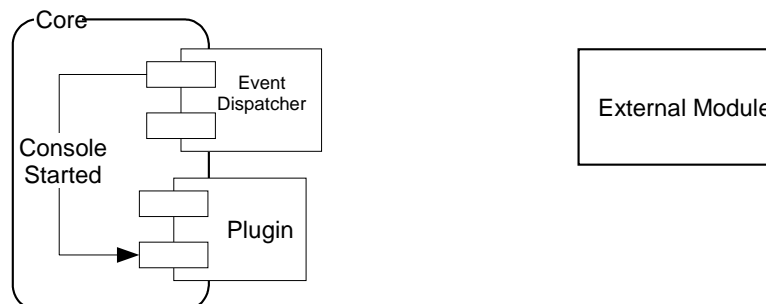 Core
Event
Dispatcher
External Module
Console
Started
Plugin